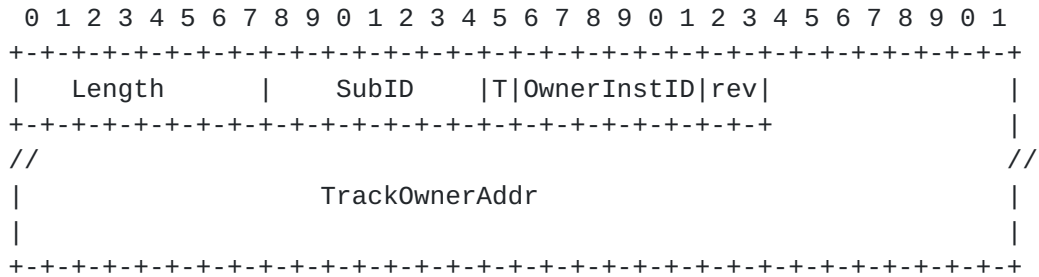 0 1 2 3 4 5 6 7 8 9 0 1 2 3 4 5 6 7 8 9 0 1 2 3 4 5 6 7 8 9 0 1
+-+-+-+-+-+-+-+-+-+-+-+-+-+-+-+-+-+-+-+-+-+-+-+-+-+-+-+-+-+-+-+-+
|   Length      |    SubID    |T|OwnerInstID|rev|               |
+-+-+-+-+-+-+-+-+-+-+-+-+-+-+-+-+-+-+-+-+-+-+-+-+               |
//                                                             //
|                   TrackOwnerAddr                              |
|                                                               |
+-+-+-+-+-+-+-+-+-+-+-+-+-+-+-+-+-+-+-+-+-+-+-+-+-+-+-+-+-+-+-+-+